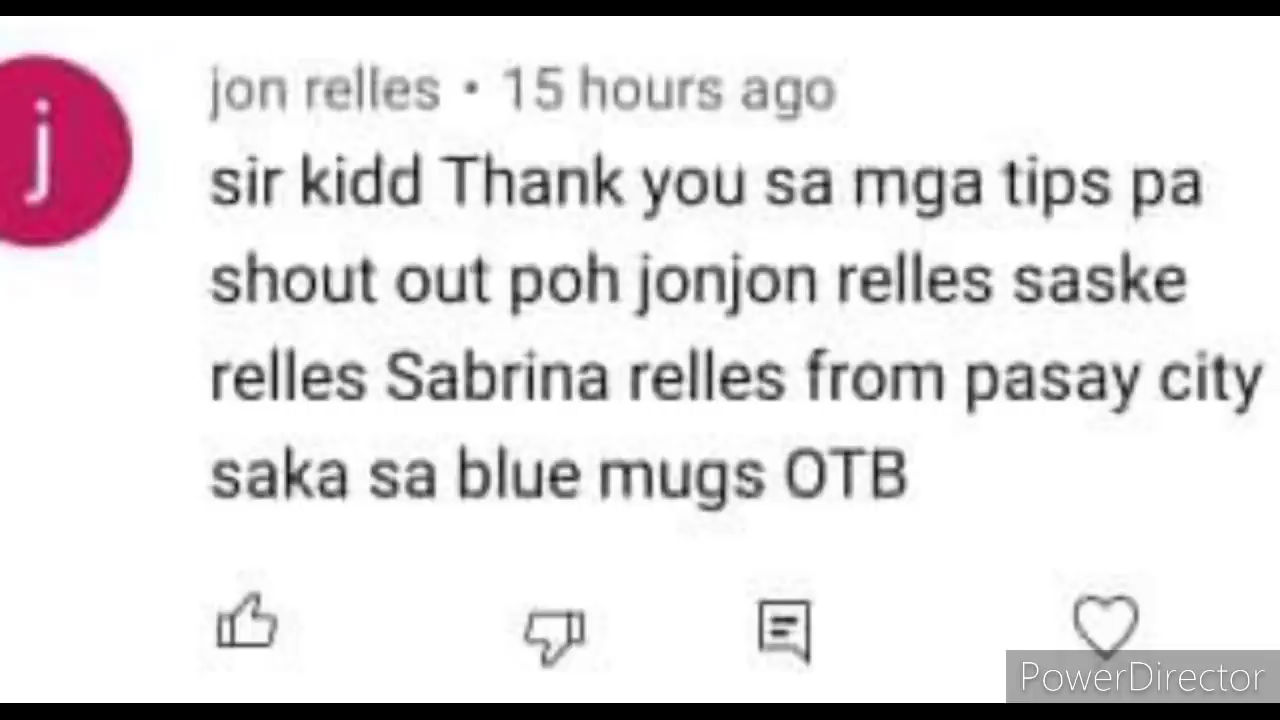 j
jon relles • 15 hours ago
sir kidd Thank you sa mga tips pa
shout out poh jonjon relles saske
relles Sabrina relles from pasay city
saka sa blue mugs OTB
PowerDirector